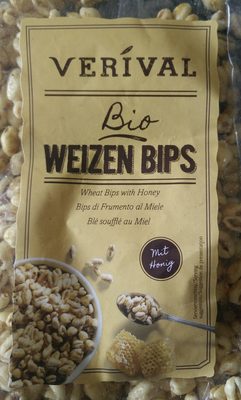 VERÍVAL
Bio
WEIZEN BIPS
Wheat Bips with Honey
Bips di Frumento al Miele
Blé soufflé au Miel
Mit
Honig